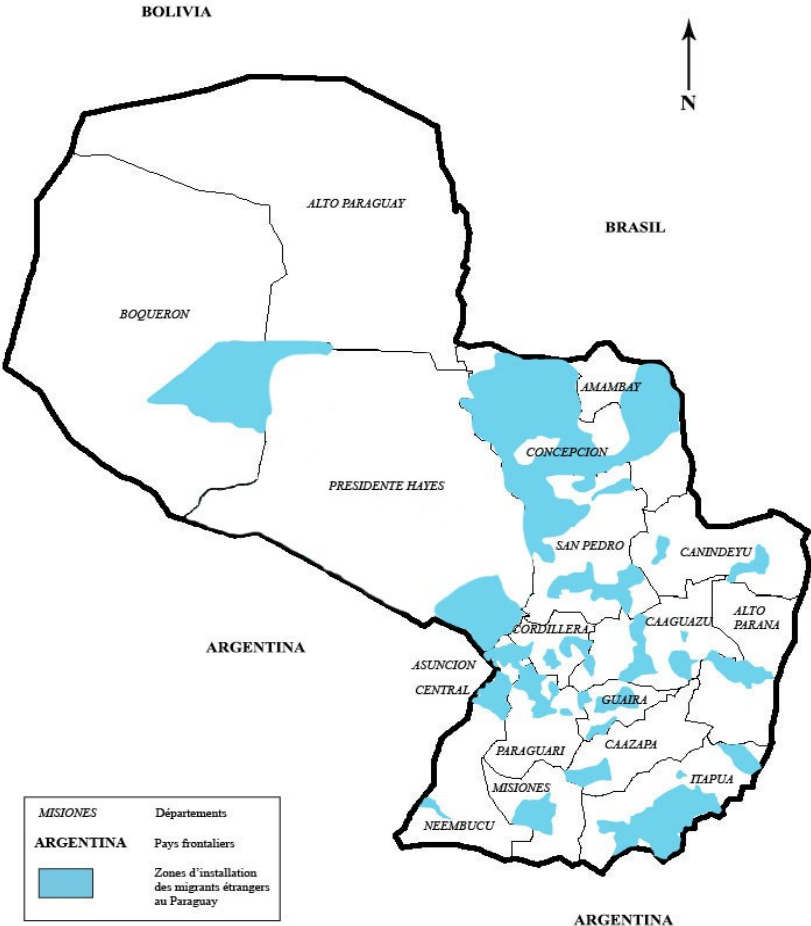 BOLIVIA
N
ALTO PARAGUAY
BRASIL
BOQUERON
AMAMBAY
CONCEPCION
PRESIDENTE HAYES
SAN PEDRO
CANINDEYU
ALTO
PARANA
CORDILLERA
CAAGUAZU
ARGENTINA
ASUNCION
CENTRAL
GUAIRA
PARAGUARI
CAAZAPA
MISIONES
ITAPUA
NEEMBUCU
MISIONES Départements
ARGENTINA Pays frontaliers
Zones d'installation
des migrants étrangers
au Paraguay
ARGENTINA